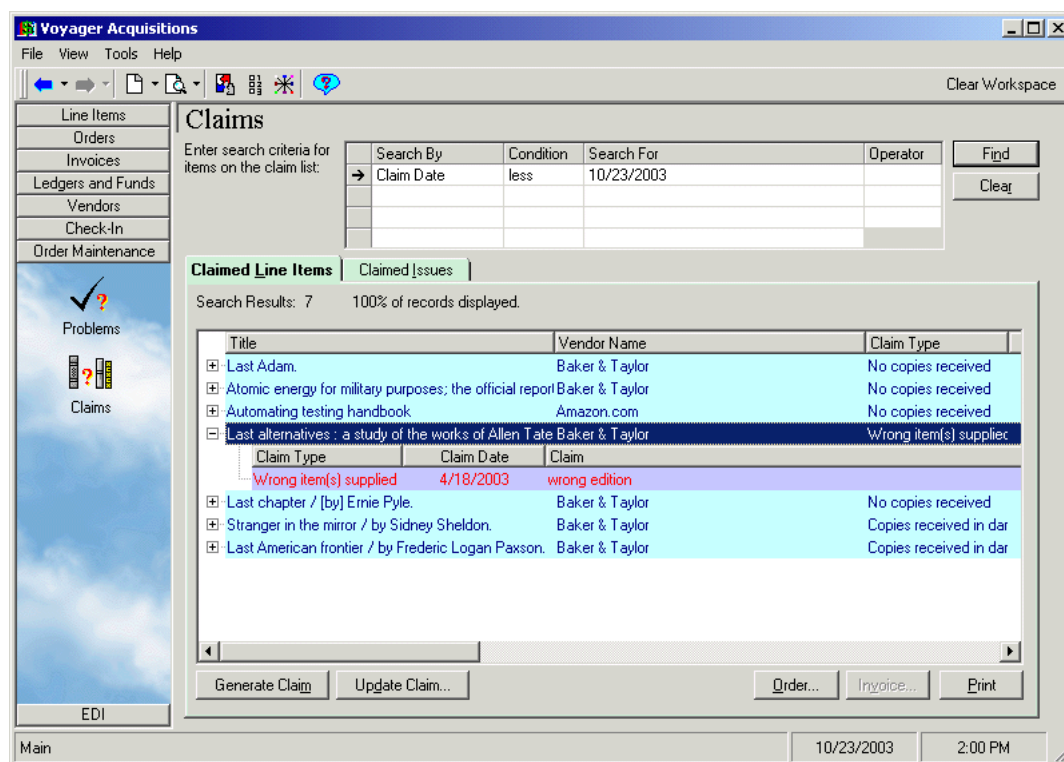 Voyager Acquisitions
File View Tools Help
Clear Workspace
Line Items
Orders
Invoices
Ledgers and Funds
Vendors
Check-In
Order Maintenance
Problems
Claims
EDI
Claims
Enter search criteria for
items on the claim list:
Search By Condition Search For Operator
Claim Date less 10/23/2003
Find
Clear
Claimed Line Items Claimed Issues
Search Results: 7 100% of records displayed.
Title Vendor Name Claim Type
Last Adam. Baker & Taylor No copies received
Atomic energy for military purposes; the official report Baker & Taylor No copies received
Automating testing handbook Amazon.com No copies received
Last alternatives : a study of the works of Allen Tate Baker & Taylor Wrong item(s) supplied
Claim Type Claim Date Claim
Wrong item(s) supplied 4/18/2003 wrong edition
Last chapter / [by] Ernie Pyle. Baker & Taylor No copies received
Stranger in the mirror / by Sidney Sheldon. Baker & Taylor Copies received in dar
Last American frontier / by Frederic Logan Paxson. Baker & Taylor Copies received in dar
Generate Claim Update Claim... Order... Invoice... Print
Main 10/23/2003 2:00 PM